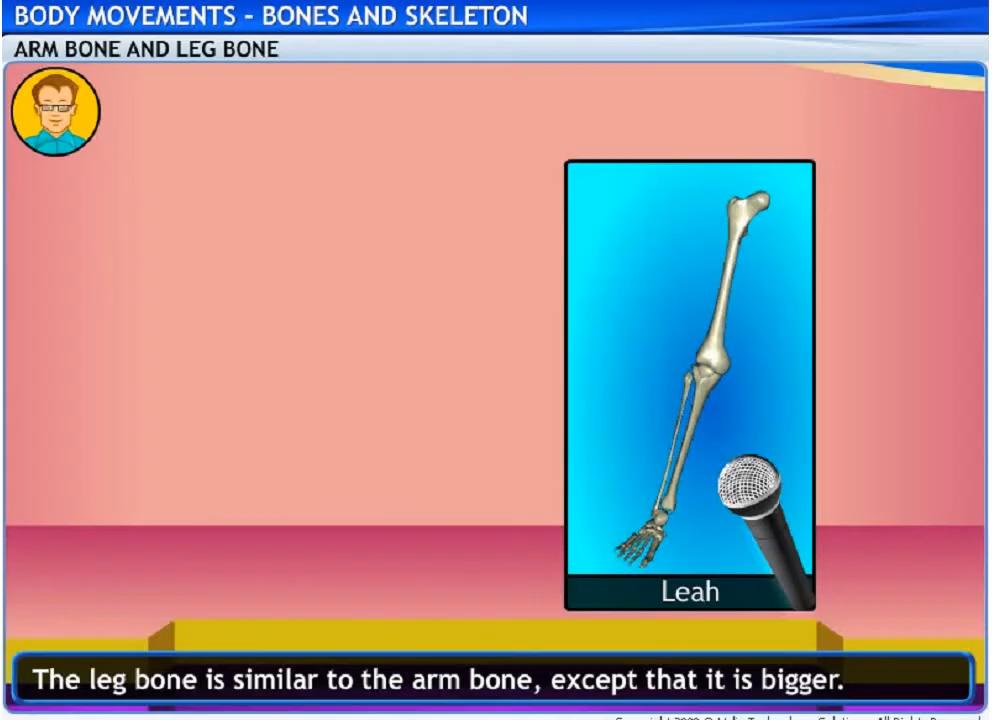 BODY MOVEMENTS - BONES AND SKELETON
ARM BONE AND LEG BONE
Leah
The leg bone is similar to the arm bone, except that it is bigger.